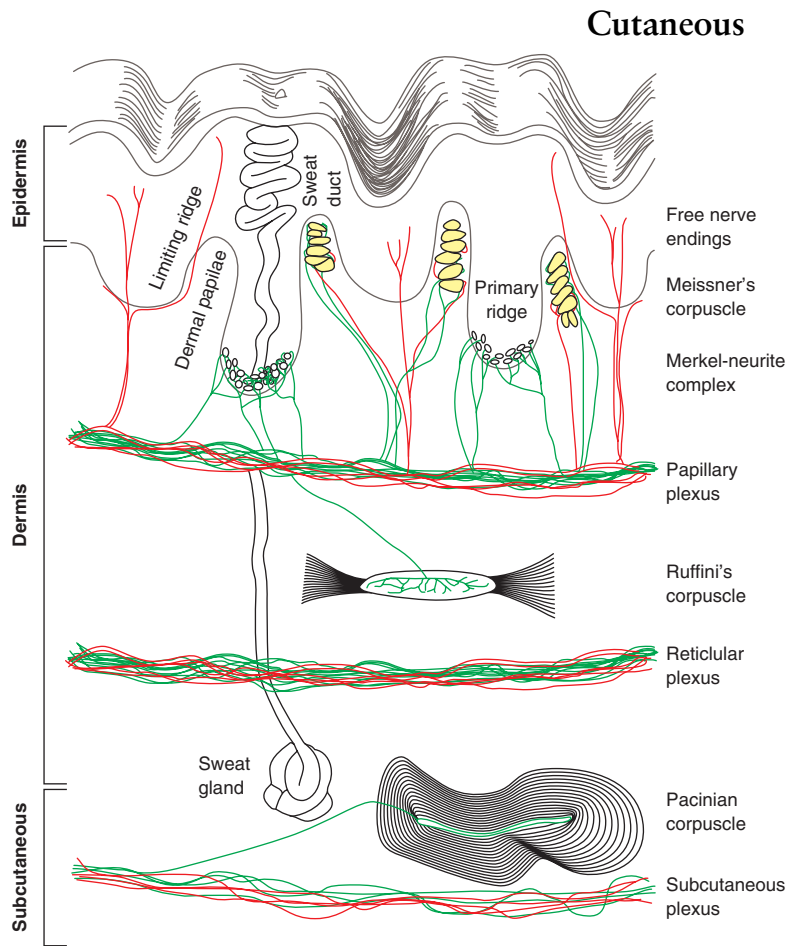 Cutaneous
Epidermis
Dermis
Subcutaneous
Limiting ridge
Dermal papilae
Sweat
duct
Primary
ridge
Sweat
gland
Free nerve
endings
Meissner's
corpuscle
Merkel-neurite
complex
Papillary
plexus
Ruffini's
corpuscle
Reticlular
plexus
Pacinian
corpuscle
Subcutaneous
plexus